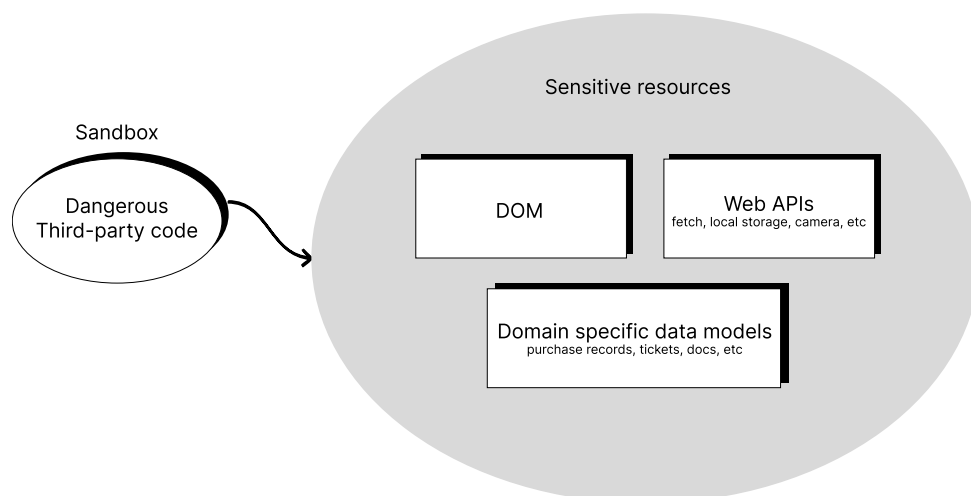 Sensitive resources
Sandbox
Dangerous
Third-party code
DOM
Web APIs
fetch, local storage, camera, etc
Domain specific data models
purchase records, tickets, docs, etc